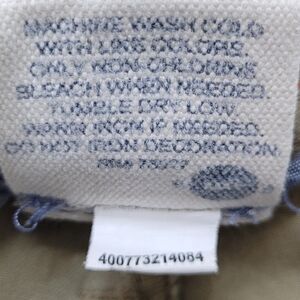 MACHINE WASH COLD
WITH LIKE COLORS.
ONLY NON-CHLORINE
BLEACH WHEN NEEDED.
TUMBLE DRY LOW.
WARM IRON IF NEEDED.
DO NOT IRON DECORATION.
400773214084